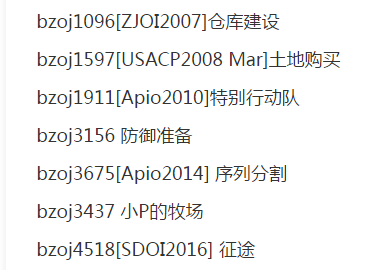 bzoj1096[ZJOI2007]仓库建设
bzoj1597[USACP2008 Mar]土地购买
bzoj1911[Apio2010]特别行动队
bzoj3156 防御准备
bzoj3675[Apio2014] 序列分割
bzoj3437 小P的牧场
bzoj4518[SDOI2016] 征途